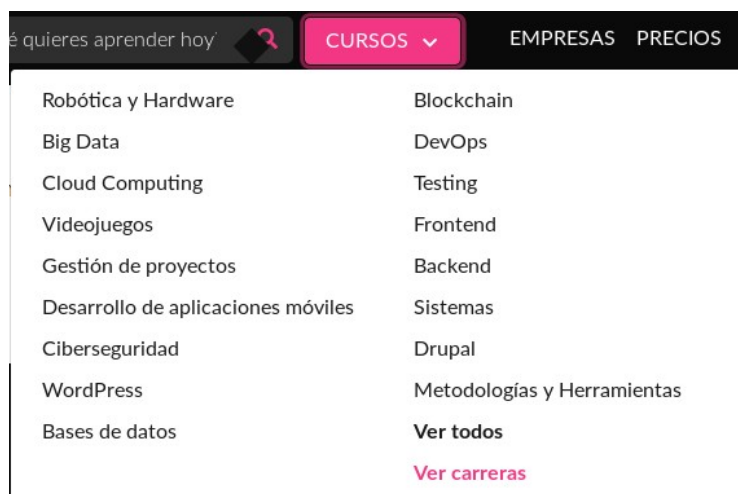 é quieres aprender hoy
CURSOS
EMPRESAS
PRECIOS
Robótica y Hardware
Big Data
Cloud Computing
Videojuegos
Gestión de proyectos
Desarrollo de aplicaciones móviles
Ciberseguridad
WordPress
Bases de datos
Blockchain
DevOps
Testing
Frontend
Backend
Sistemas
Drupal
Metodologías y Herramientas
Ver todos
Ver carreras